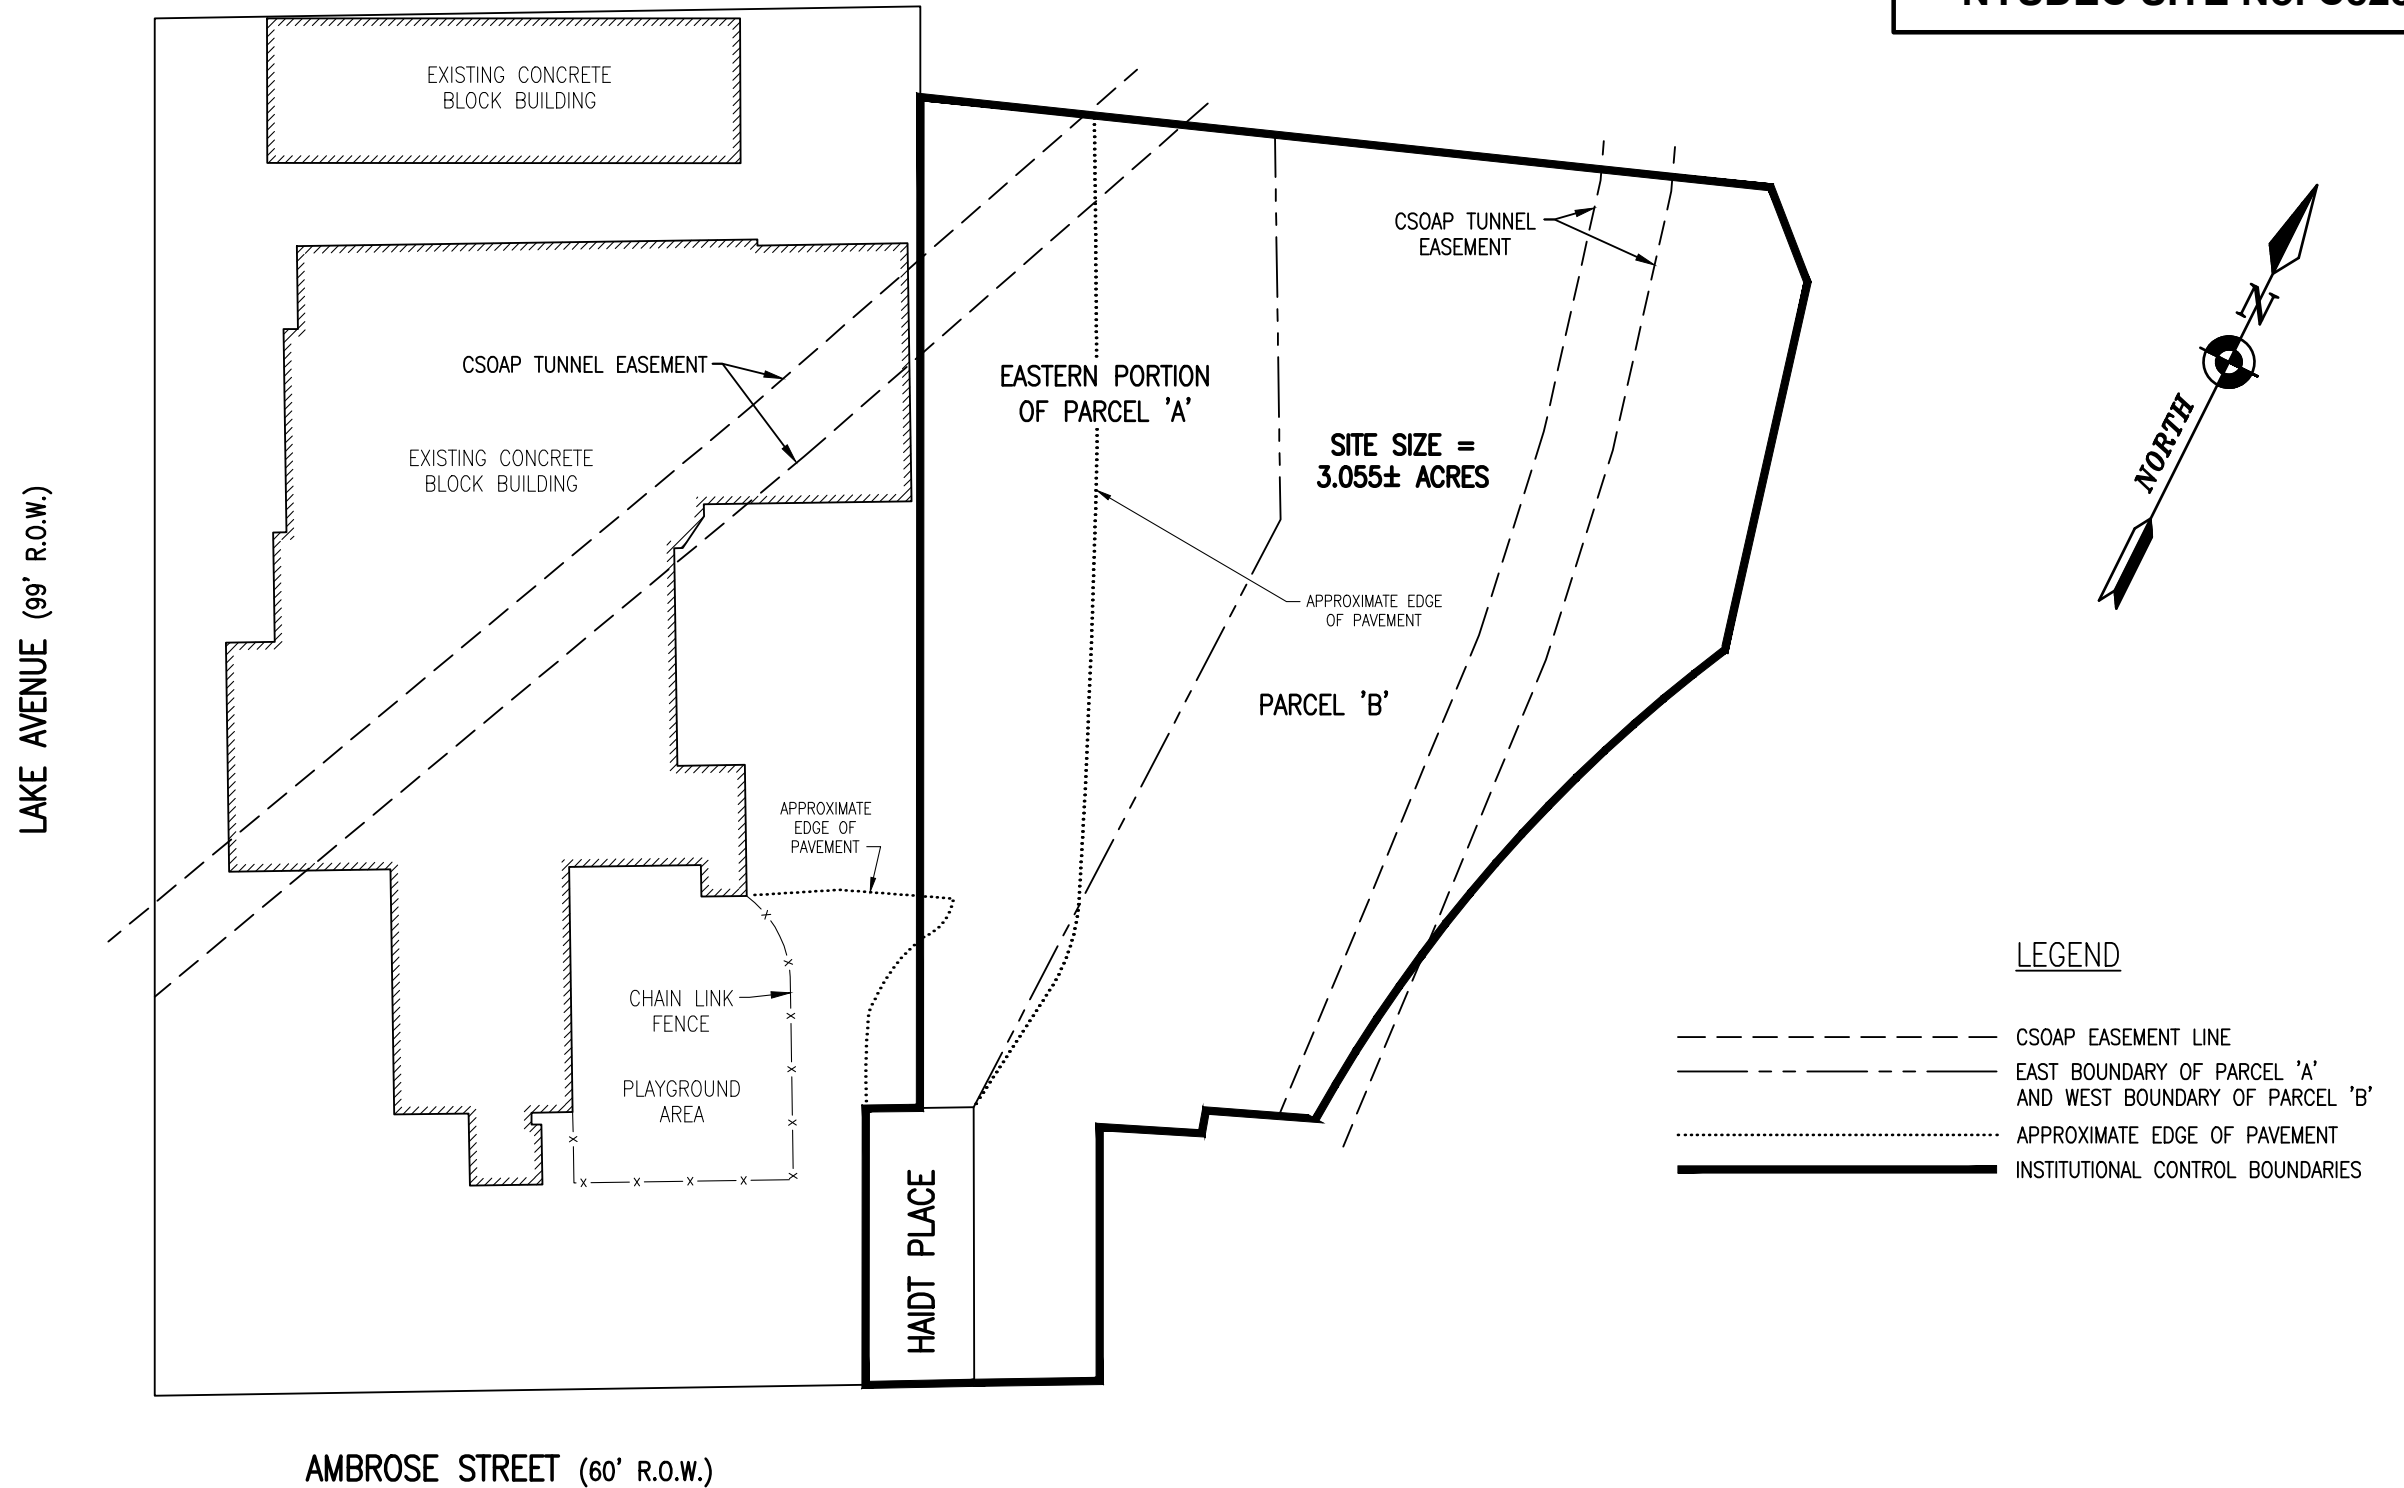 NYSDEC SITE No.
EXISTING CONCRETE
BLOCK BUILDING
CSOAP TUNNEL
EASEMENT
N
NORTH
CSOAP TUNNEL EASEMENT
EASTERN PORTION
OF PARCEL 'A'
SITE SIZE =
3.055± ACRES
EXISTING CONCRETE
BLOCK BUILDING
LAKE AVENUE (99' R.O.W.)
APPROXIMATE EDGE
OF PAVEMENT
PARCEL 'B'
APPROXIMATE
EDGE OF
PAVEMENT
CHAIN LINK
FENCE
PLAYGROUND
AREA
HAIDT PLACE
AMBROSE STREET (60' R.O.W.)
LEGEND
CSOAP EASEMENT LINE
EAST BOUNDARY OF PARCEL 'A'
AND WEST BOUNDARY OF PARCEL 'B'
APPROXIMATE EDGE OF PAVEMENT
INSTITUTIONAL CONTROL BOUNDARIES